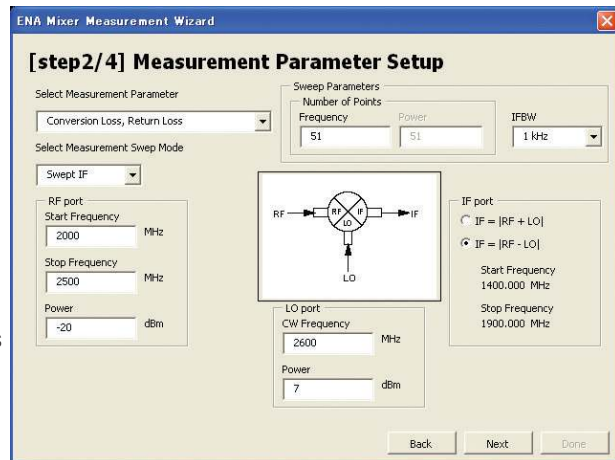 ENA Mixer Measurement Wizard
[step2/4] Measurement Parameter Setup
Select Measurement Parameter
Conversion Loss, Return Loss
Select Measurement Swep Mode
Swept IF
Sweep Parameters
Number of Points
Frequency
51
Power
51
IFBW
1 kHz
RF port
Start Frequency
2000 MHz
Stop Frequency
2500 MHz
Power
-20 dBm
RF RF IF IF
LO
LO
LO port
CW Frequency
2600 MHz
Power
7 dBm
IF port
IF = |RF + LO|
IF = |RF - LO|
Start Frequency
1400.000 MHz
Stop Frequency
1900.000 MHz
s
Back Next Done